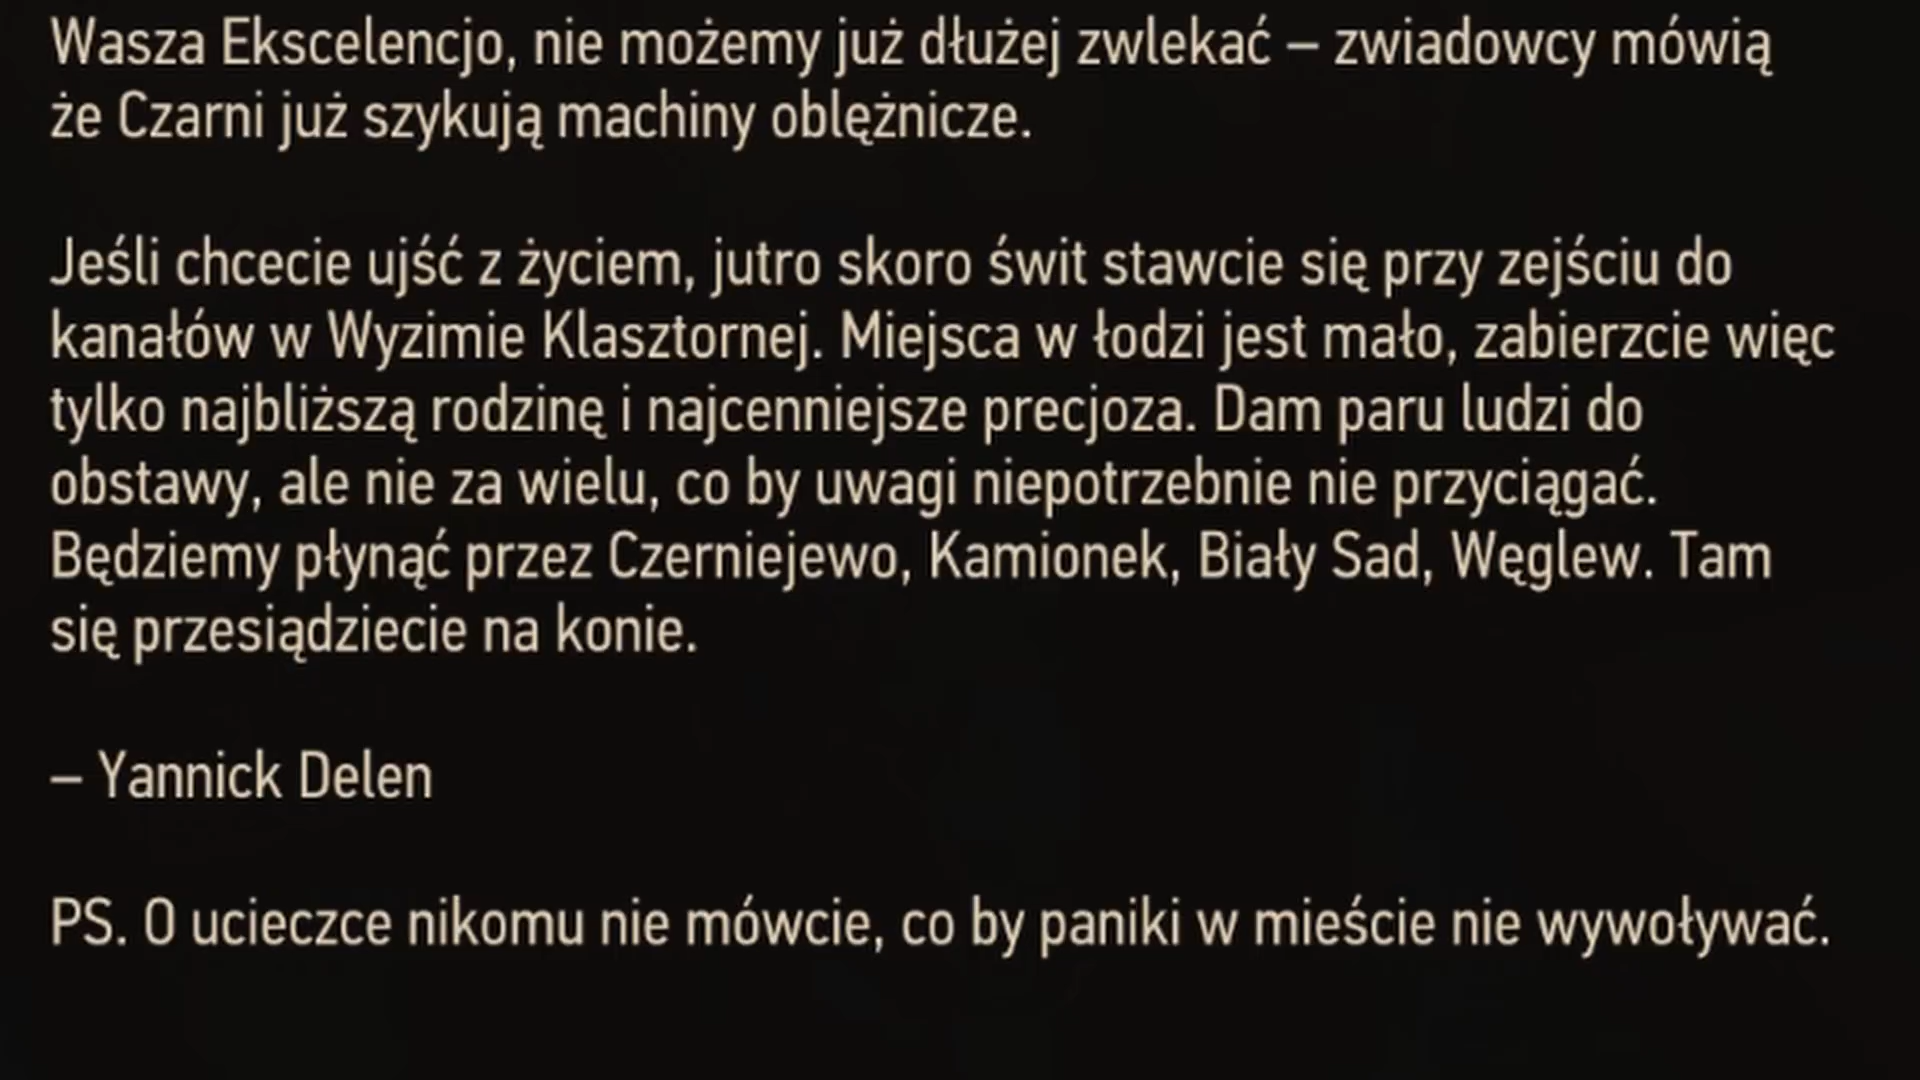 Wasza Ekscelencjo, nie możemy już dłużej zwlekać – zwiadowcy mówią
że Czarni już szykują machiny oblężnicze.
Jeśli chcecie ujść z życiem, jutro skoro świt stawcie się przy zejściu do
kanałów w Wyzimie Klasztornej. Miejsca w łodzi jest mało, zabierzcie więc
tylko najbliższą rodzinę i najcenniejsze precjoza. Dam paru ludzi do
obstawy, ale nie za wielu, co by uwagi niepotrzebnie nie przyciągać.
Będziemy płynąć przez Czerniejewo, Kamionek, Biały Sad, Węglew. Tam
się przesiądziecie na konie.
– Yannick Delen
PS. O ucieczce nikomu nie mówcie, co by paniki w mieście nie wywoływać.